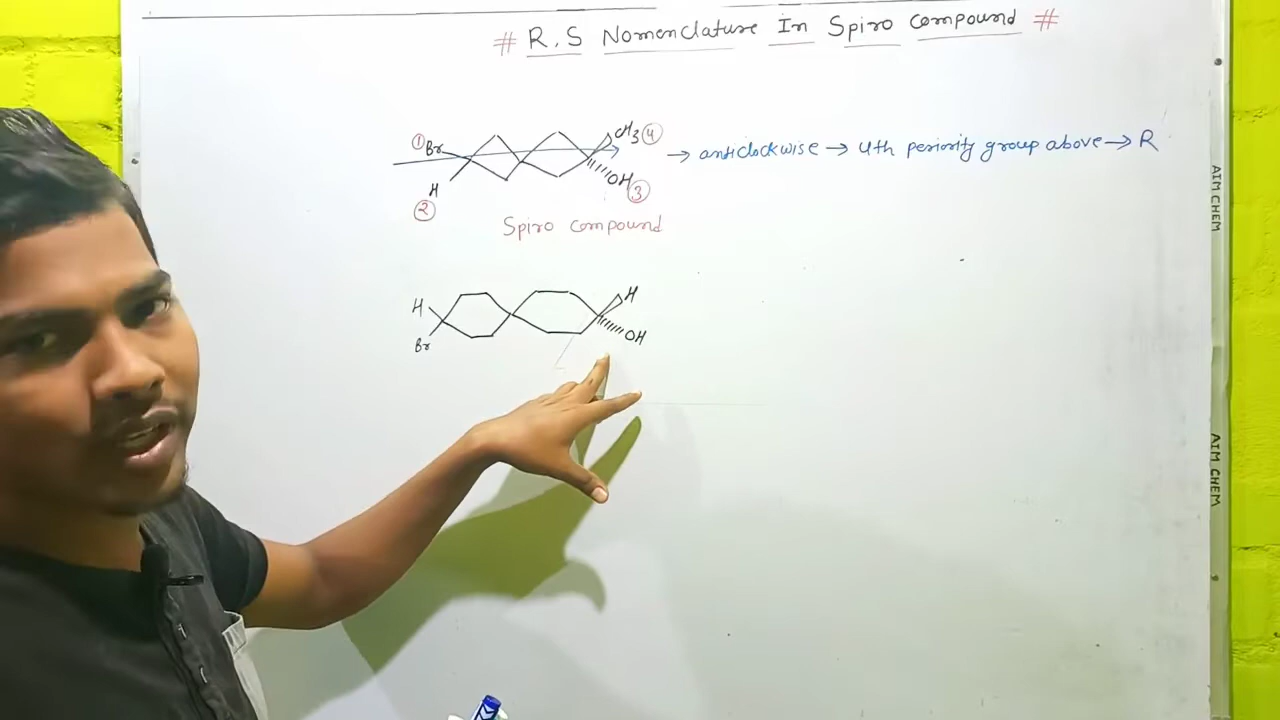 # R.S Nomenclature In Spiro Compound #
① Br
CH3 ④
→ anticlockwise → 4th periority group above → R
H
②
OH ③
Spiro compound
H
H
Br
OH
AIM CHEM
AIM CHEM